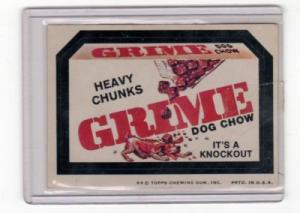 GRIME DOG CHOW
HEAVY CHUNKS
GRIME
DOG CHOW
IT'S A KNOCKOUT
© TOPPS CHEWING GUM, INC. PRTD. IN U.S.A.